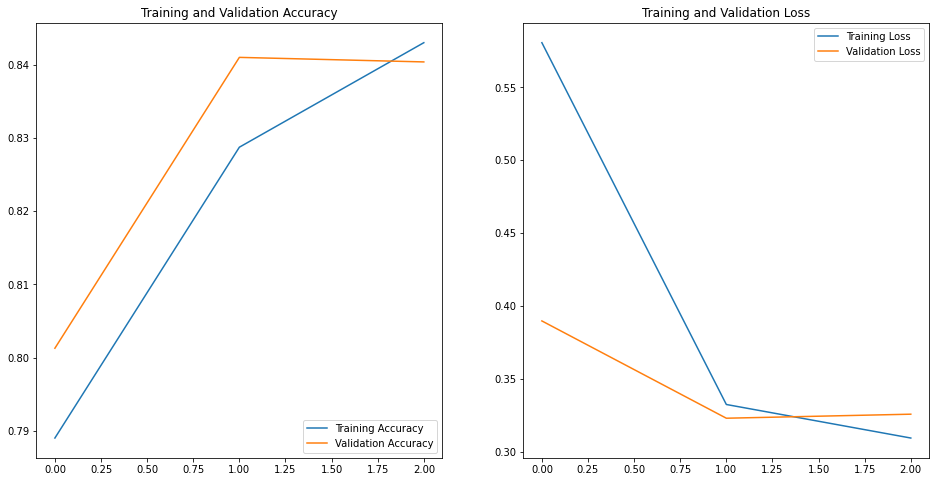 Training and Validation Accuracy
0.84
0.83
0.82
0.81
0.80
0.79
0.00 0.25 0.50 0.75 1.00 1.25 1.50 1.75 2.00
Training Accuracy
Validation Accuracy
Training and Validation Loss
Training Loss
Validation Loss
0.55
0.50
0.45
0.40
0.35
0.30
0.00 0.25 0.50 0.75 1.00 1.25 1.50 1.75 2.00